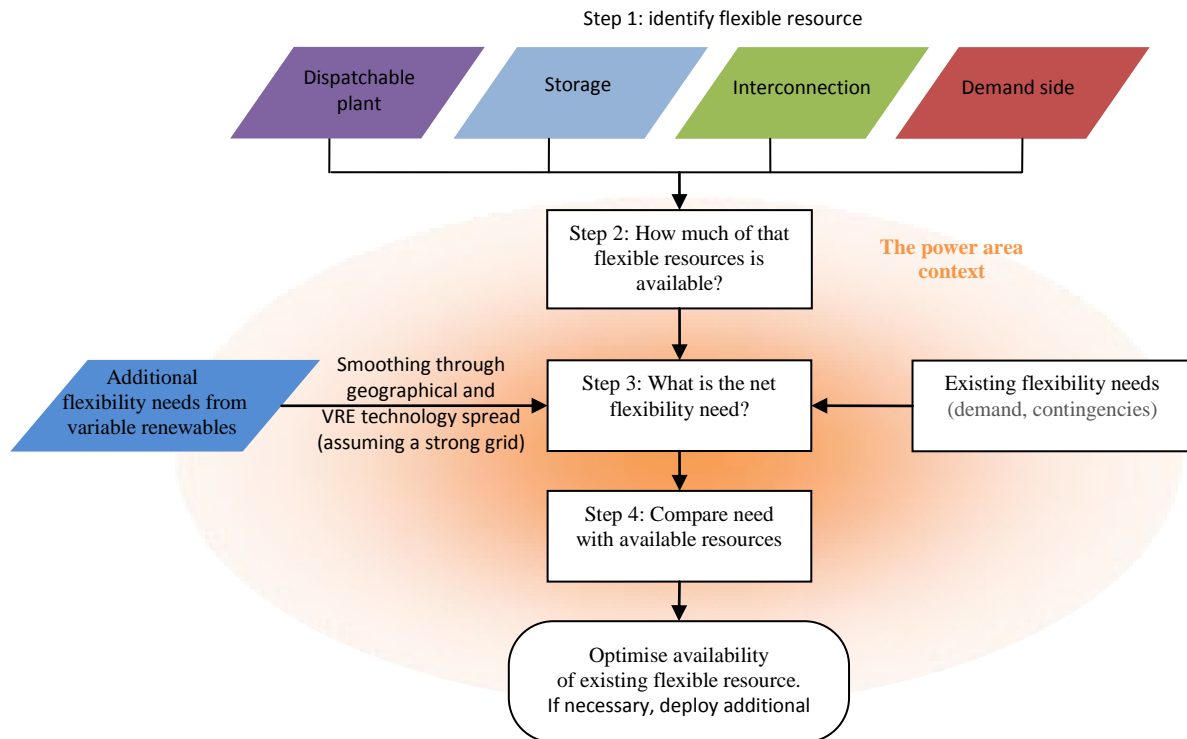 Step 1: identify flexible resource
Dispatchable
plant
Storage
Interconnection
Demand side
Step 2: How much of that
flexible resources is
available?
The power area
context
Additional
flexibility needs from
variable renewables
Smoothing through
geographical and
VRE technology spread
(assuming a strong grid)
Step 3: What is the net
flexibility need?
Existing flexibility needs
(demand, contingencies)
Step 4: Compare need
with available resources
Optimise availability
of existing flexible resource.
If necessary, deploy additional